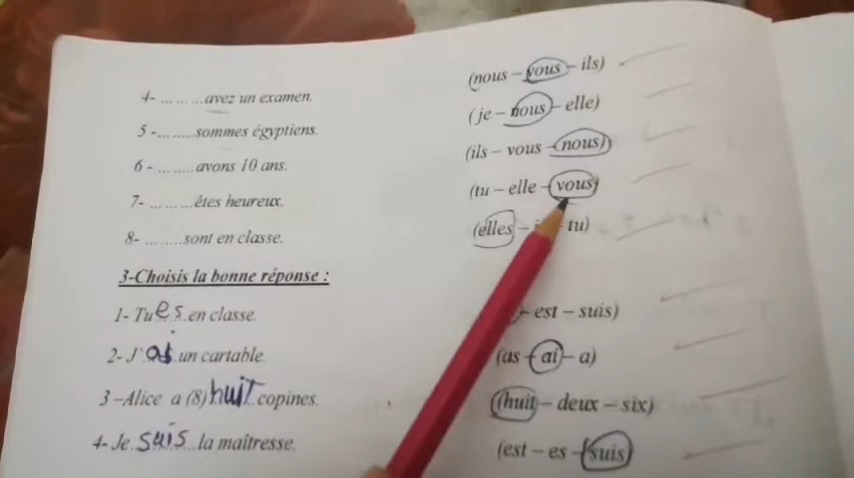 4- ... ... ...avez un examen. (nous – vous – ils)
5 -... ......sommes égyptiens. (je – nous – elle)
6 - ... ......avons 10 ans. (ils – vous – nous)
7- ... ... ...êtes heureux. (tu – elle – vous)
8- ... ... ...sont en classe. (elles – tu)
3-Choisis la bonne réponse :
1- Tu es en classe. – est – suis)
2- J' ai un cartable. (as – ai – a)
3 –Alice a (8) huit copines. (huit – deux – six)
4- Je suis la maîtresse. (est – es – suis)